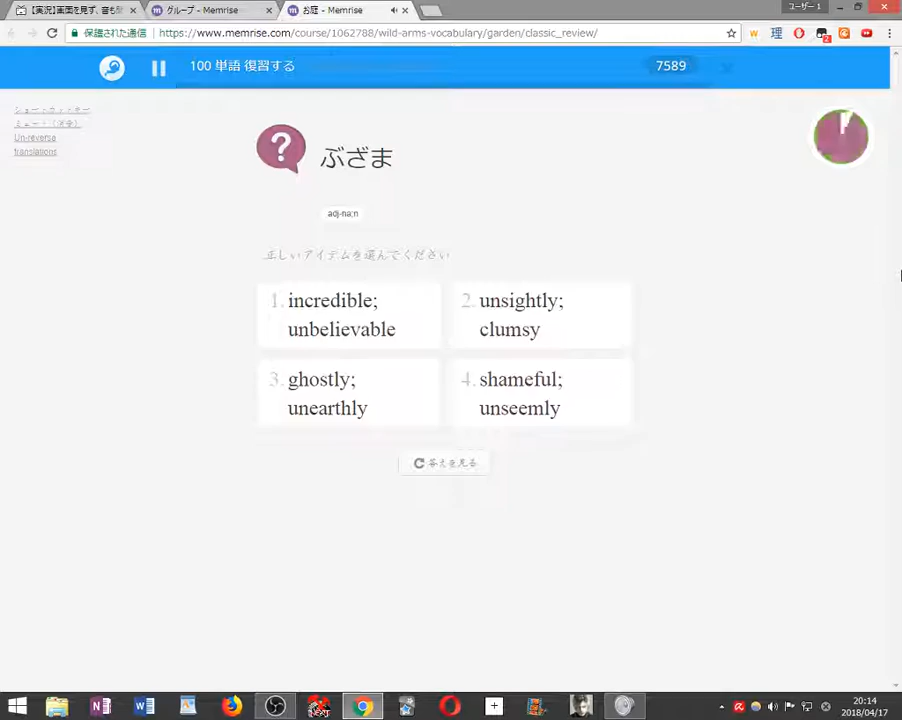 【実況】画面を見ず、音も
グループ - Memrise
お庭 - Memrise
ユーザー 1
保護された通信
https://www.memrise.com/course/1062788/wild-arms-vocabulary/garden/classic_review/
100 単語 復習する
7589
Un-reverse
translations
ぶざま
adj-na;n
正しいアイテムを選んでください
1. incredible;
unbelievable
2. unsightly;
clumsy
3. ghostly;
unearthly
4. shameful;
unseemly
答えを見る
20:14
2018/04/17